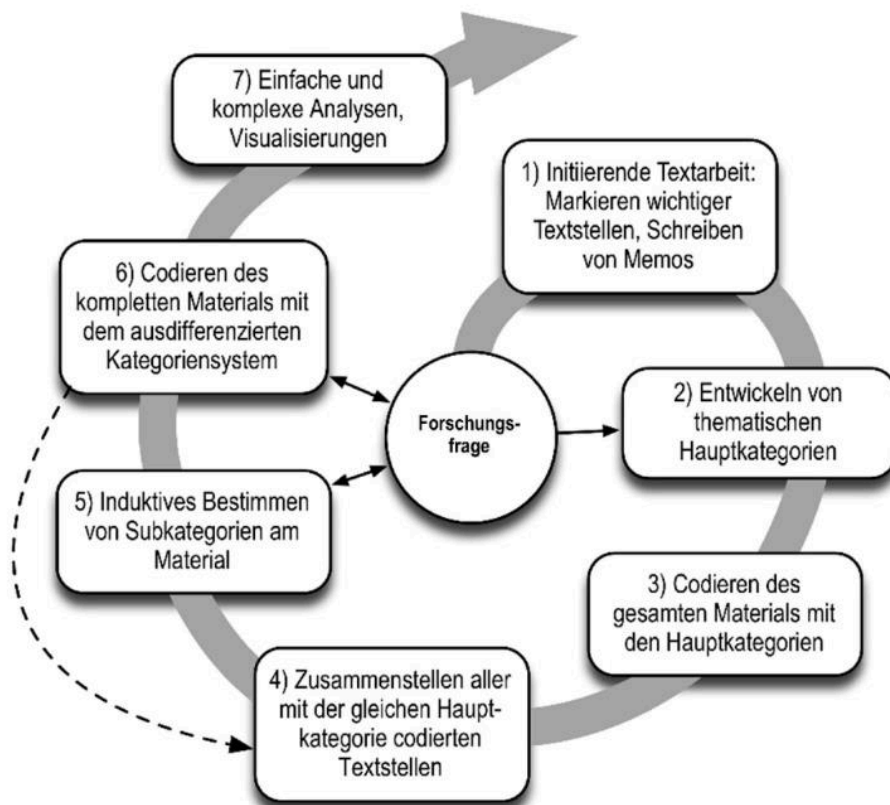 1) Initiierende Textarbeit:
Markieren wichtiger
Textstellen, Schreiben
von Memos
2) Entwickeln von
thematischen
Hauptkategorien
3) Codieren des
gesamten Materials mit
den Hauptkategorien
4) Zusammenstellen aller
mit der gleichen Haupt-
kategorie codierten
Textstellen
5) Induktives Bestimmen
von Subkategorien am
Material
6) Codieren des
kompletten Materials mit
dem ausdifferenzierten
Kategoriensystem
7) Einfache und
komplexe Analysen,
Visualisierungen
Forschungs-
frage